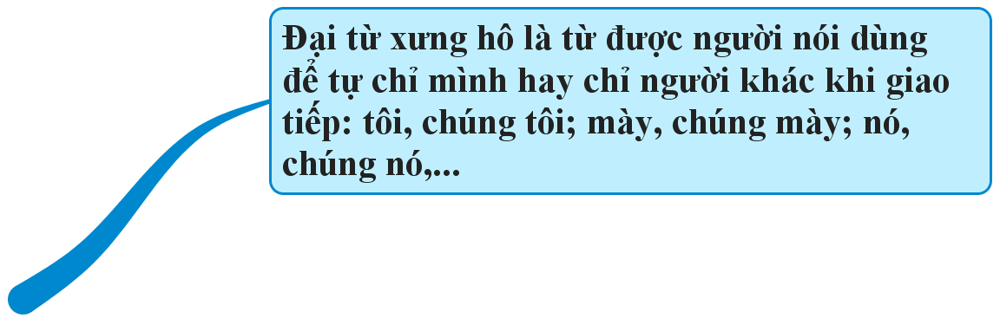 Đại từ xưng hô là từ được người nói dùng
để tự chỉ mình hay chỉ người khác khi giao
tiếp: tôi, chúng tôi; mày, chúng mày; nó,
chúng nó,...